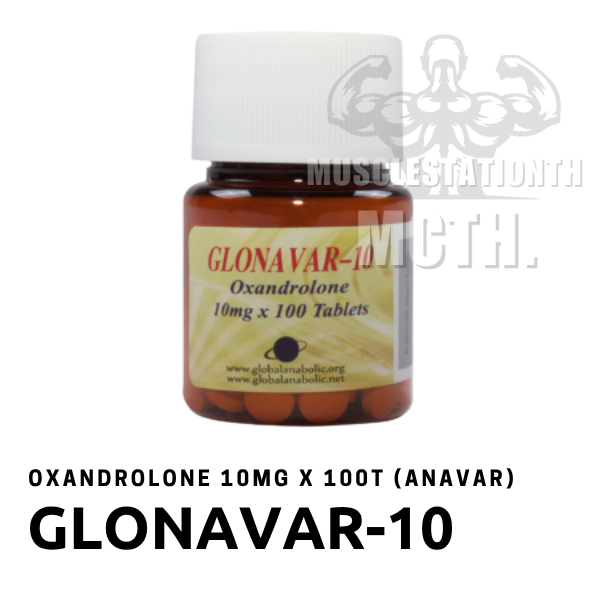 MUSCLESTATIONTH
MCTH.
GLONAVAR-10
Oxandrolone
10mg x 100 Tablets
www.globalanabolic.org
www.globalanabolic.net
OXANDROLONE 10MG X 100T (ANAVAR)
GLONAVAR-10